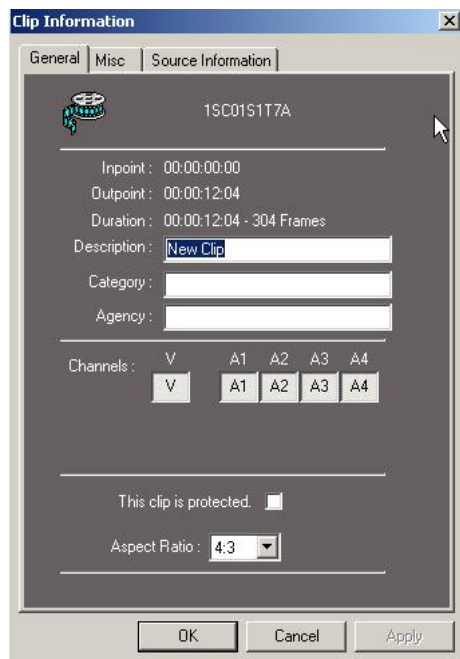 Clip Information
General Misc Source Information
1SC01S1T7A
Inpoint : 00:00:00:00
Outpoint : 00:00:12:04
Duration : 00:00:12:04 - 304 Frames
Description : New Clip
Category :
Agency :
Channels : V A1 A2 A3 A4
V A1 A2 A3 A4
This clip is protected.
Aspect Ratio : 4:3
OK Cancel Apply